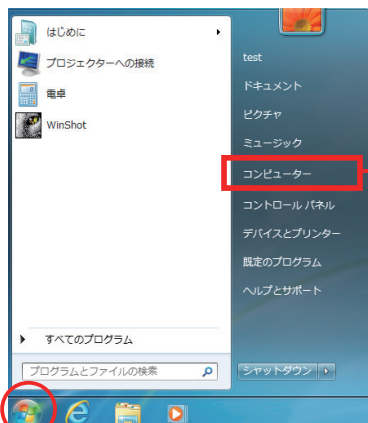 はじめに
プロジェクターへの接続
電卓
WinShot
すべてのプログラム
プログラムとファイルの検索
test
ドキュメント
ピクチャ
ミュージック
コンピューター
コントロール パネル
デバイスとプリンター
既定のプログラム
ヘルプとサポート
シャットダウン